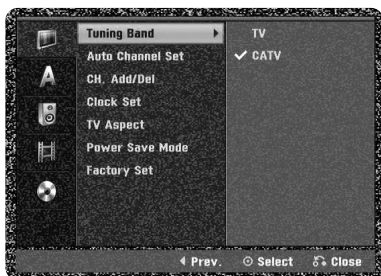 Tuning Band
TV
Auto Channel Set
CATV
CH. Add/Del
Clock Set
TV Aspect
Power Save Mode
Factory Set
A
Prev.
Select
Close